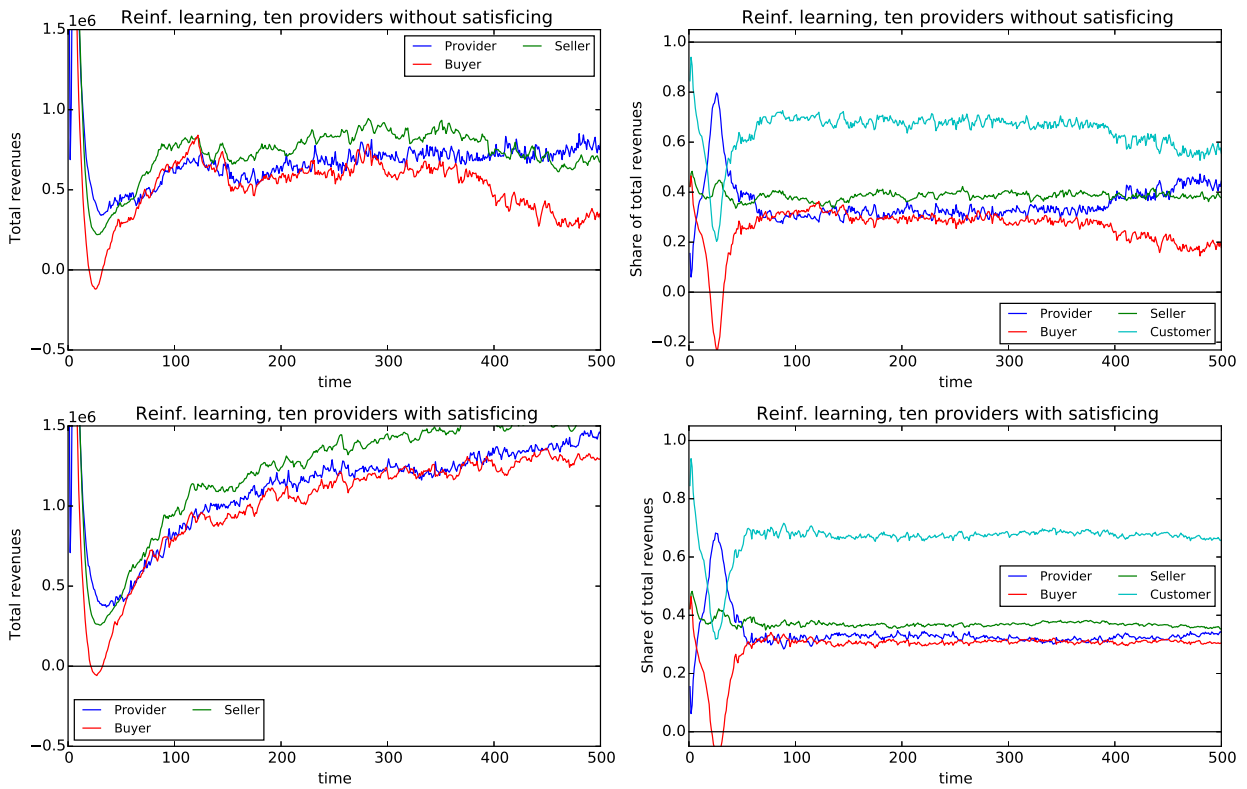 Reinf. learning, ten providers without satisficing
1e6
Total revenues
1.5
1.0
0.5
0.0
−0.5
Provider Seller
Buyer
0 100 200 300 400 500
time
Reinf. learning, ten providers without satisficing
Share of total revenues
1.0
0.8
0.6
0.4
0.2
0.0
−0.2
Provider Seller
Buyer Customer
0 100 200 300 400 500
time
Reinf. learning, ten providers with satisficing
1e6
Total revenues
1.5
1.0
0.5
0.0
−0.5
Provider Seller
Buyer
0 100 200 300 400 500
time
Reinf. learning, ten providers with satisficing
Share of total revenues
1.0
0.8
0.6
0.4
0.2
0.0
Provider Seller
Buyer Customer
0 100 200 300 400 500
time